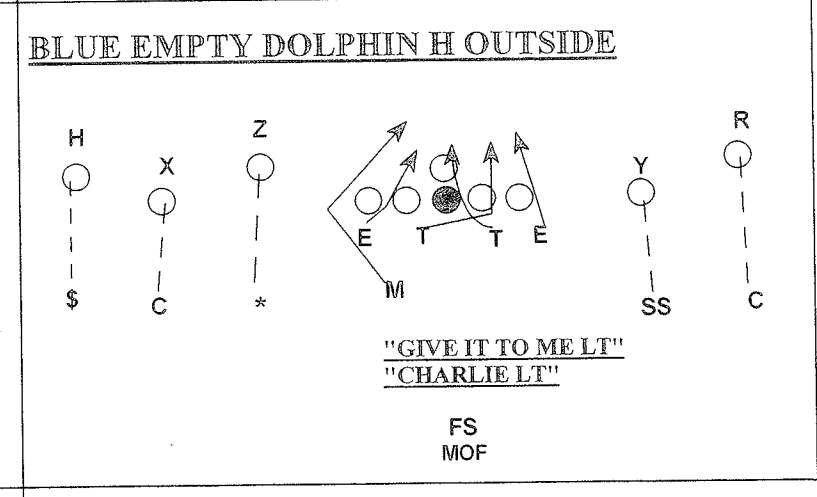 BLUE EMPTY DOLPHIN H OUTSIDE
H X Z Y R
E T T E
M
$ C * SS C
"GIVE IT TO ME LT"
"CHARLIE LT"
FS
MOF